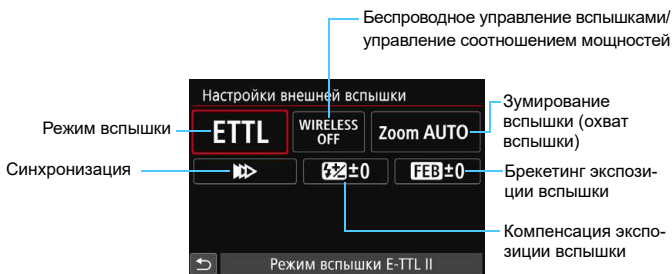 Беспроводное управление вспышками/
управление соотношением мощностей
Настройки внешней вспышки
Режим вспышки
ETTL
WIRELESS
OFF
Zoom AUTO
Зумирование
вспышки (охват
вспышки)
Синхронизация
±0
FEB±0
Брекетинг экспози-
ции вспышки
Компенсация экспо-
зиции вспышки
Режим вспышки E-TTL II